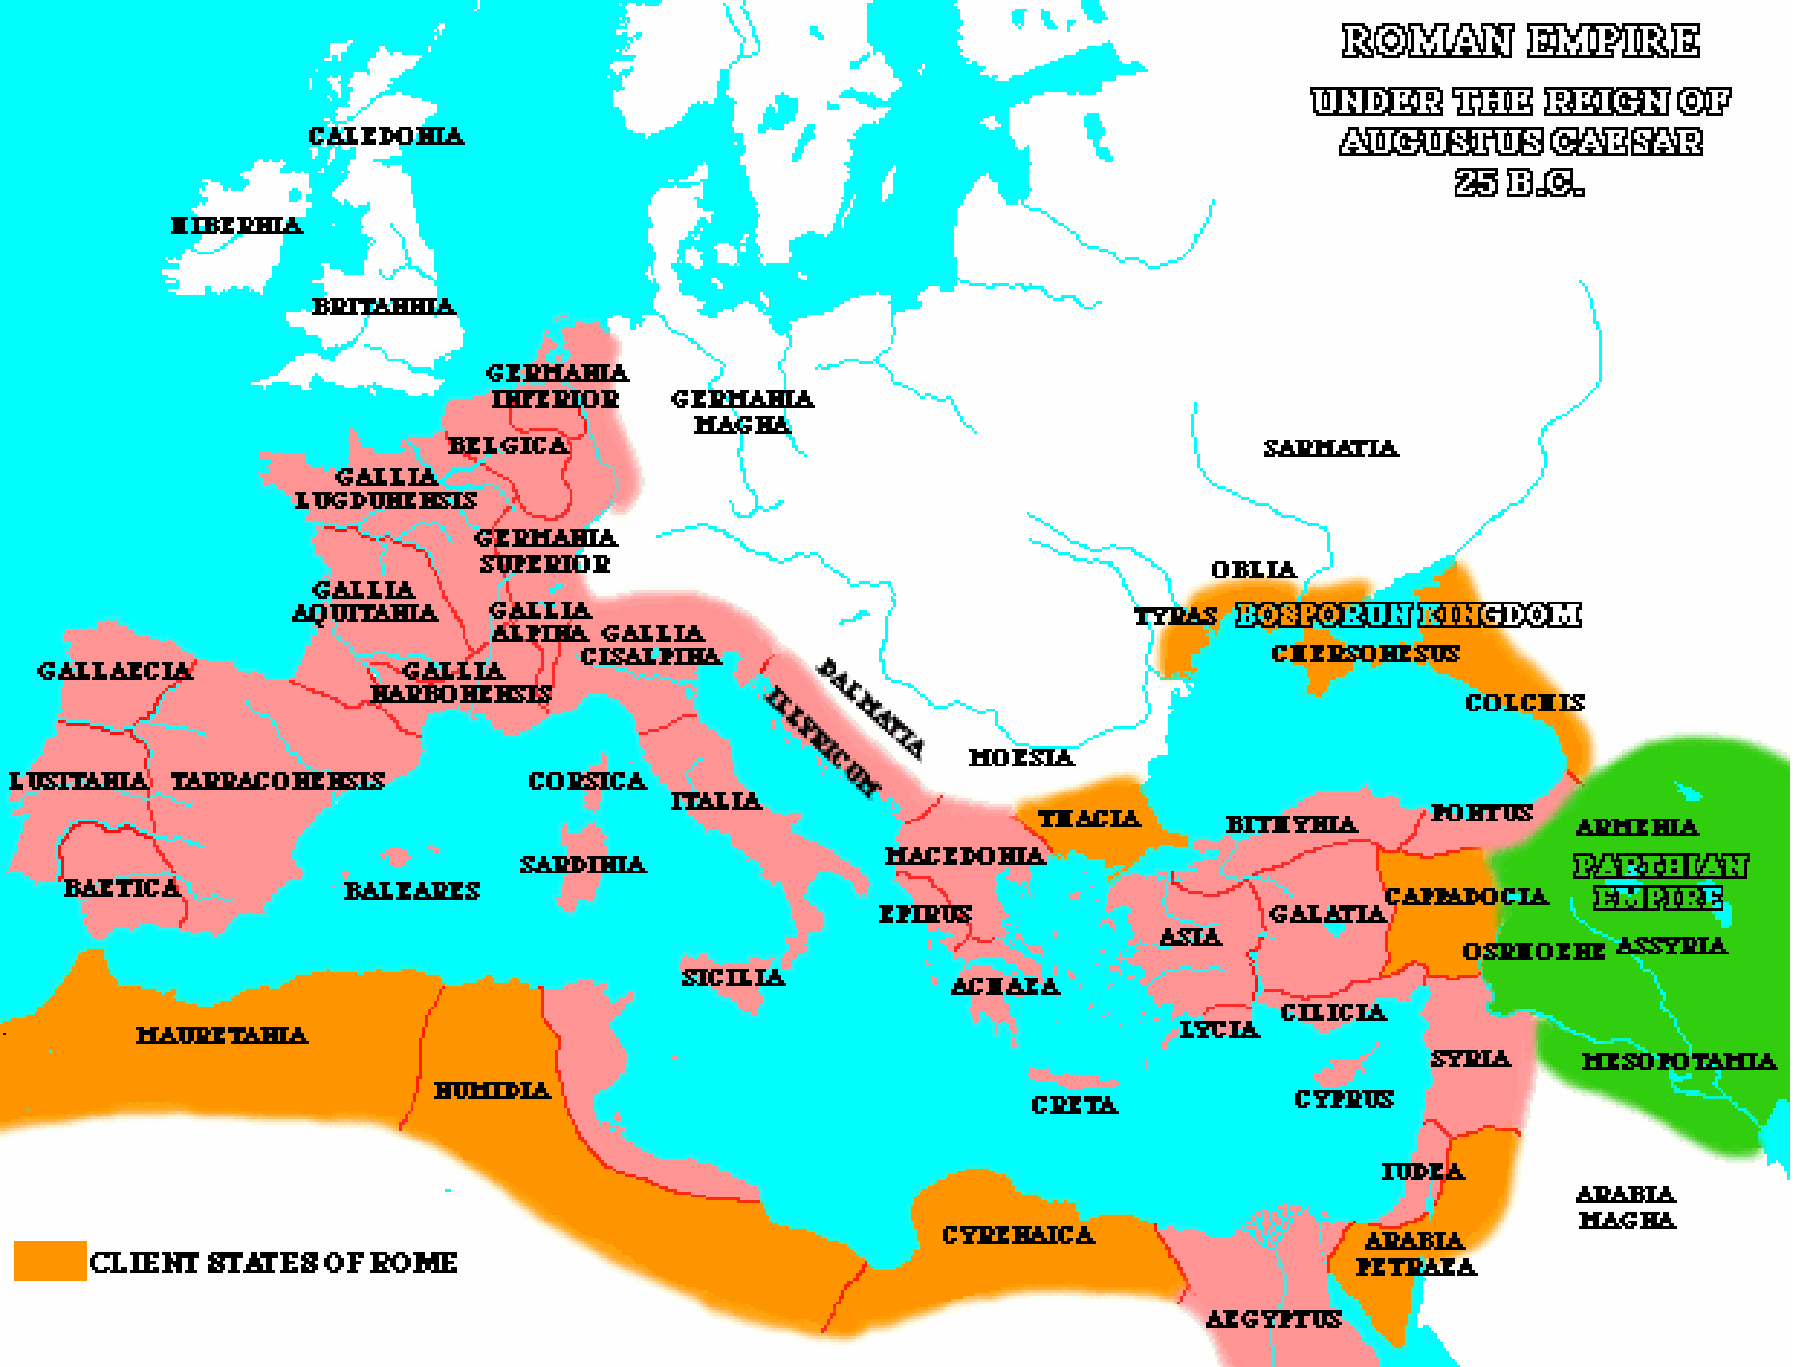 ROMAN EMPIRE
UNDER THE REIGN OF
AUGUSTUS CAESAR
25 B.C.
CALEDONIA
HIBERNIA
BRITANNIA
GERMANIA
INFERIOR
GERMANIA
MAGNA
BELGICA
SARMATIA
GALLIA
LUGDUNENSIS
GERMANIA
SUPERIOR
OBLIA
GALLIA
AQUITANIA
GALLIA
ALPINA
GALLIA
CISALPINA
TYRAS
BOSPORUN KINGDOM
CHERSONESUS
GALLAECIA
GALLIA
NARBONENSIS
DALMATIA
ILLYRICUM
COLCHIS
MOESIA
LUSITANIA
TARRACONENSIS
CORSICA
ITALIA
THACIA
BITHYNIA
PONTUS
ARMENIA
SARDINIA
MACEDONIA
PARTHIAN
EMPIRE
BAETICA
BALEARES
EPIRUS
ASIA
GALATIA
CAPPADOCIA
OSRHOENE
ASSYRIA
SICILIA
ACHAEA
LYCIA
CILICIA
MAURETANIA
NUMIDIA
SYRIA
MESOPOTAMIA
CRETA
CYPRUS
IUDEA
ARABIA
MAGNA
CYRENAICA
ARABIA
PETRAEA
CLIENT STATES OF ROME
AEGYPTUS